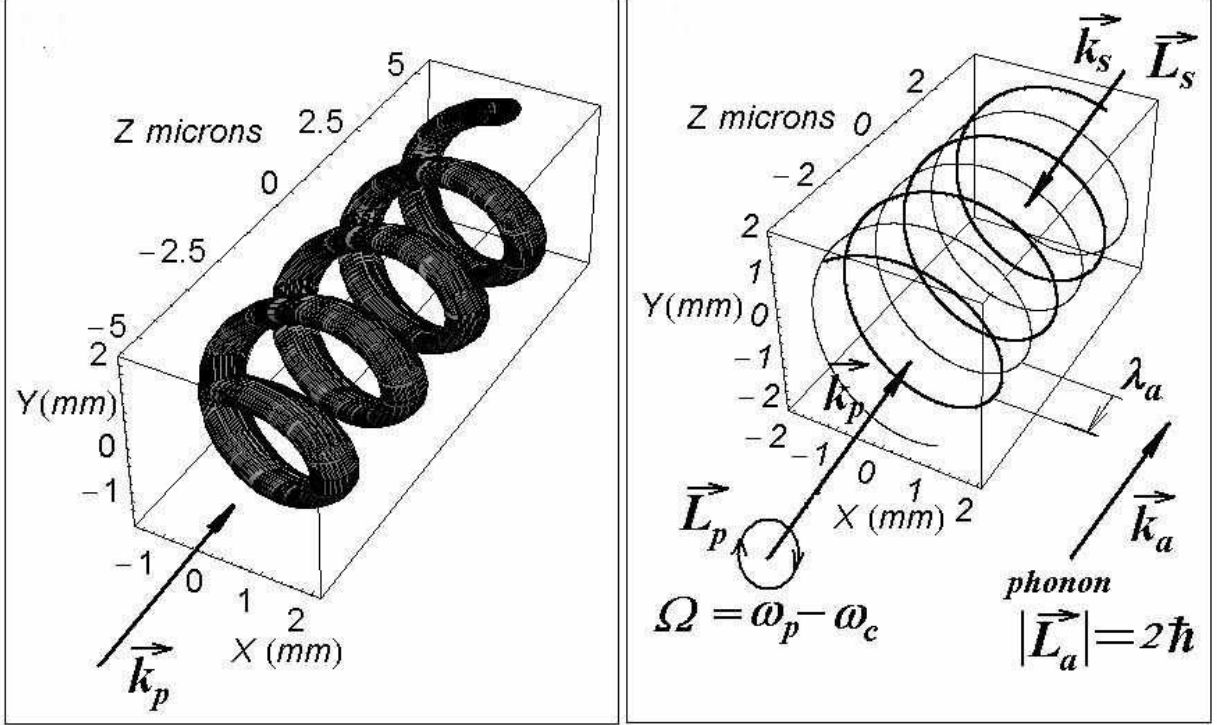 5
Z microns
2.5
0
−2.5
−5
2
Y(mm)
0
−1
−1
0
1
2
X (mm)
k_p
k_s L_s
2
Z microns
0
−2
2
1
Y(mm) 0
−1
−2
−2
−1
0
1
2
X (mm)
k_p
λ_a
L_p
k_a
Ω = ω_p − ω_c
phonon
|L_a| = 2ħ